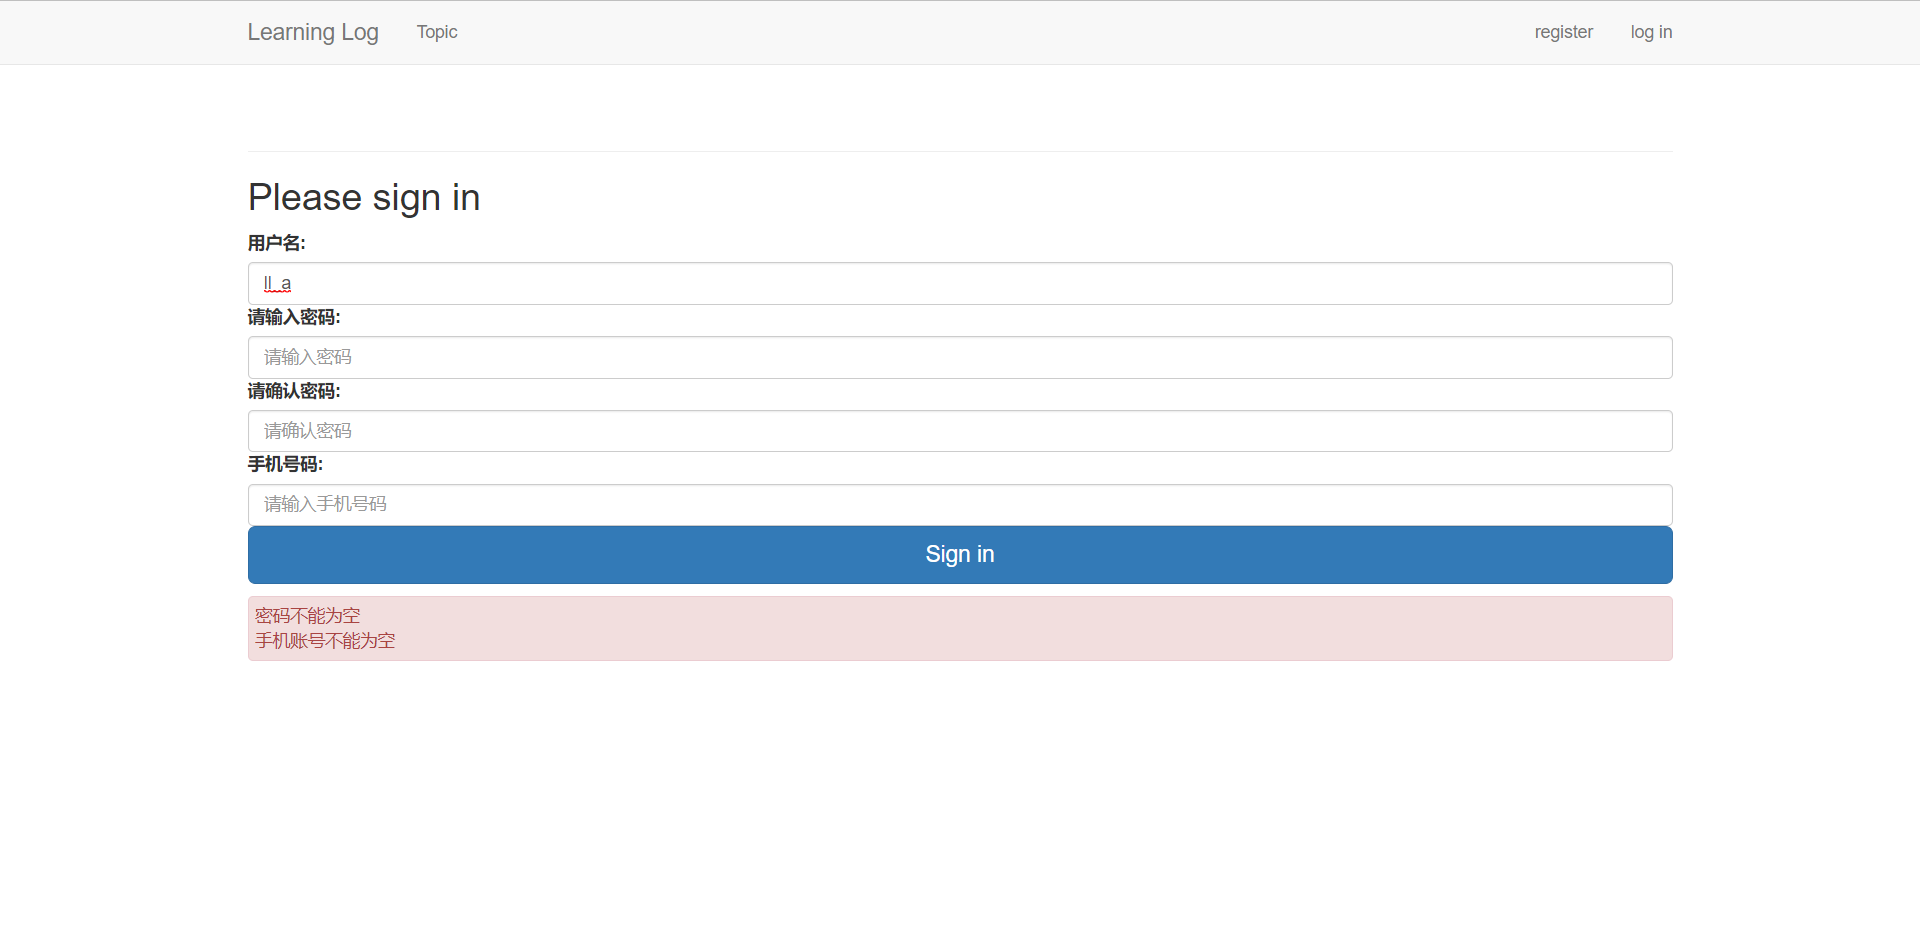 Learning Log Topic register log in
Please sign in
用户名:
ll_a
请输入密码:
请输入密码
请确认密码:
请确认密码
手机号码:
请输入手机号码
Sign in
密码不能为空
手机账号不能为空